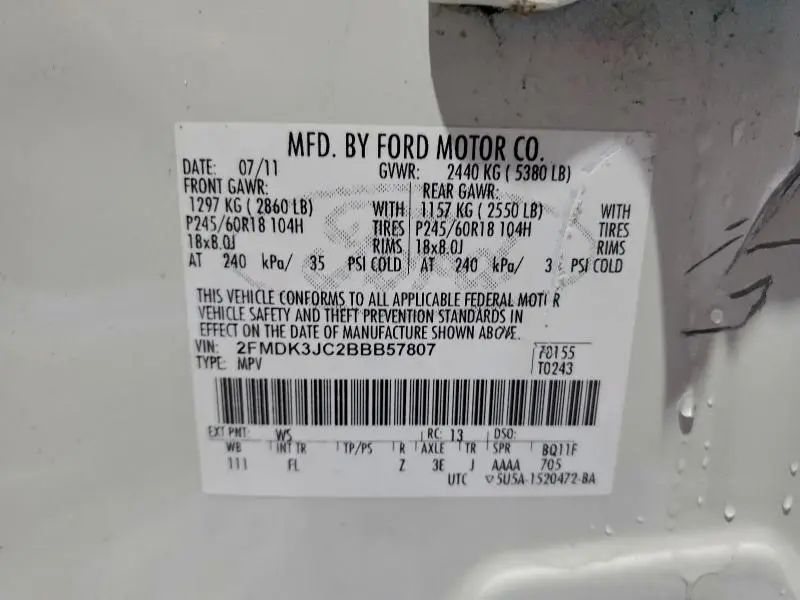 MFD. BY FORD MOTOR CO.
DATE: 07/11 GVWR: 2440 KG ( 5380 LB)
FRONT GAWR: REAR GAWR:
1297 KG ( 2860 LB) WITH 1157 KG ( 2550 LB) WITH
P245/60R18 104H TIRES P245/60R18 104H TIRES
18x8.0J RIMS 18x8.0J RIMS
AT 240 kPa/ 35 PSI COLD AT 240 kPa/ 3 PSI COLD
THIS VEHICLE CONFORMS TO ALL APPLICABLE FEDERAL MOT R
VEHICLE SAFETY AND THEFT PREVENTION STANDARDS IN
EFFECT ON THE DATE OF MANUFACTURE SHOWN ABOVE.
VIN: 2FMDK3JC2BBB57807 70155
TYPE: MPV T0243
EXT PNT: WS RC: 13 DSO:
WB INT TR TP/PS R AXLE TR SPR BQ11F
111 FL Z 3E J AAAA 705
UTC ▽5U5A-1520472-BA